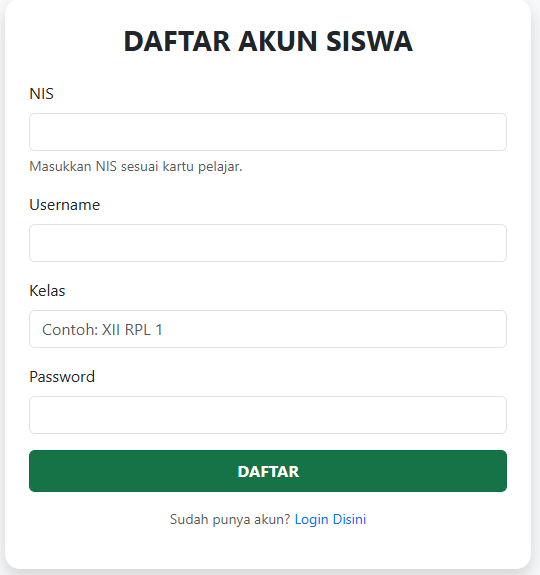 DAFTAR AKUN SISWA
NIS
Masukkan NIS sesuai kartu pelajar.
Username
Kelas
Contoh: XII RPL 1
Password
DAFTAR
Sudah punya akun? Login Disini